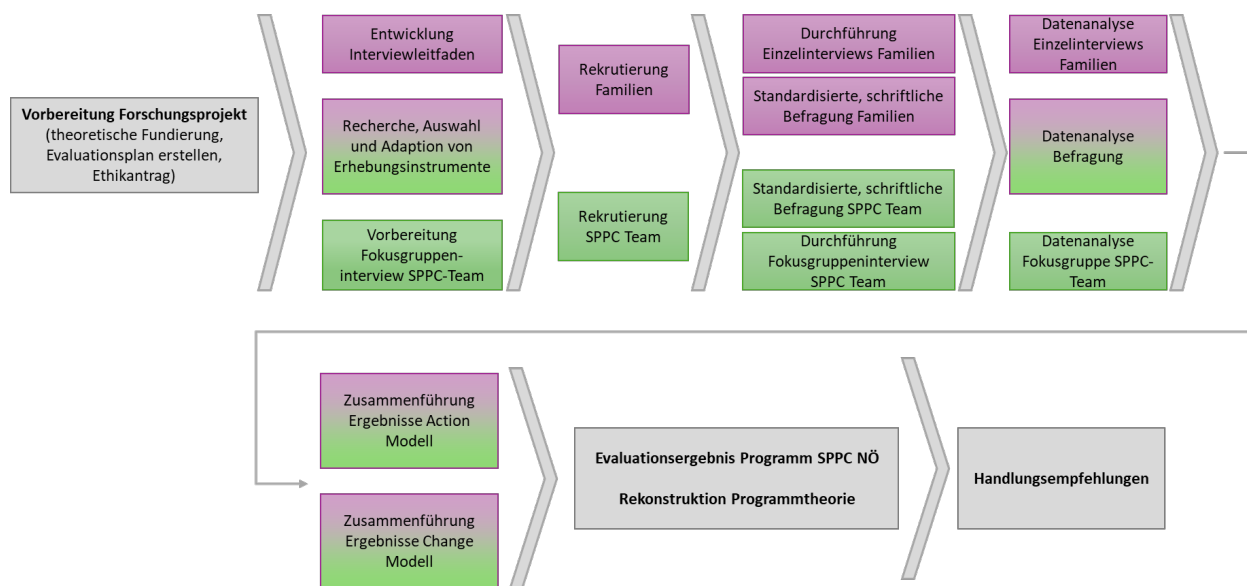 Vorbereitung Forschungsprojekt
(theoretische Fundierung,
Evaluationsplan erstellen,
Ethikantrag)
Entwicklung
Interviewleitfaden
Recherche, Auswahl
und Adaption von
Erhebungsinstrumente
Vorbereitung
Fokusgruppen-
interview SPPC-Team
Rekrutierung
Familien
Rekrutierung
SPPC Team
Durchführung
Einzelinterviews Familien
Standardisierte, schriftliche
Befragung Familien
Standardisierte, schriftliche
Befragung SPPC Team
Durchführung
Fokusgruppeninterview
SPPC Team
Datenanalyse
Einzelinterviews
Familien
Datenanalyse
Befragung
Datenanalyse
Fokusgruppe SPPC-
Team
Zusammenführung
Ergebnisse Action
Modell
Zusammenführung
Ergebnisse Change
Modell
Evaluationsergebnis Programm SPPC NÖ
Rekonstruktion Programmtheorie
Handlungsempfehlungen